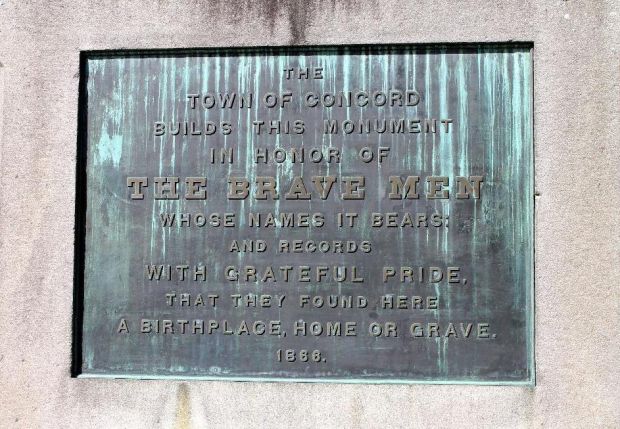 THE
TOWN OF CONCORD
BUILDS THIS MONUMENT
IN HONOR OF
THE BRAVE MEN
WHOSE NAMES IT BEARS:
AND RECORDS
WITH GRATEFUL PRIDE,
THAT THEY FOUND HERE
A BIRTHPLACE, HOME OR GRAVE.
1866.